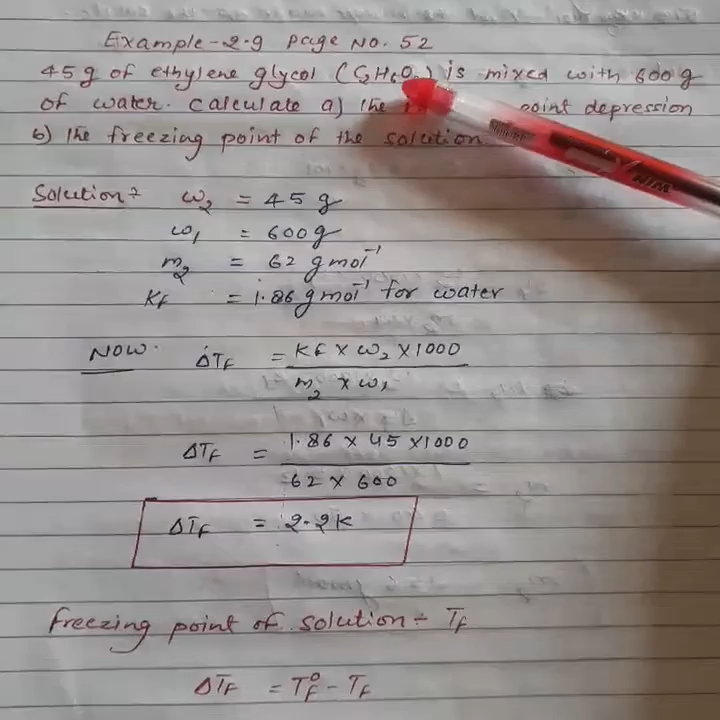 Example-2.9 page No. 52
45 g of ethylene glycol (C2H6O2) is mixed with 600 g
of water. Calculate a) the point depression
b) the freezing point of the solution
Solution:- w2 = 45 g
w1 = 600 g
m2 = 62 g mol⁻¹
Kf = 1.86 g mol⁻¹ for water
NOW. ΔTf = Kf × w2 × 1000
m2 × w1
ΔTf = 1.86 × 45 × 1000
62 × 600
ΔTf = 2.2 K
freezing point of solution - Tf
ΔTf = T°f - Tf